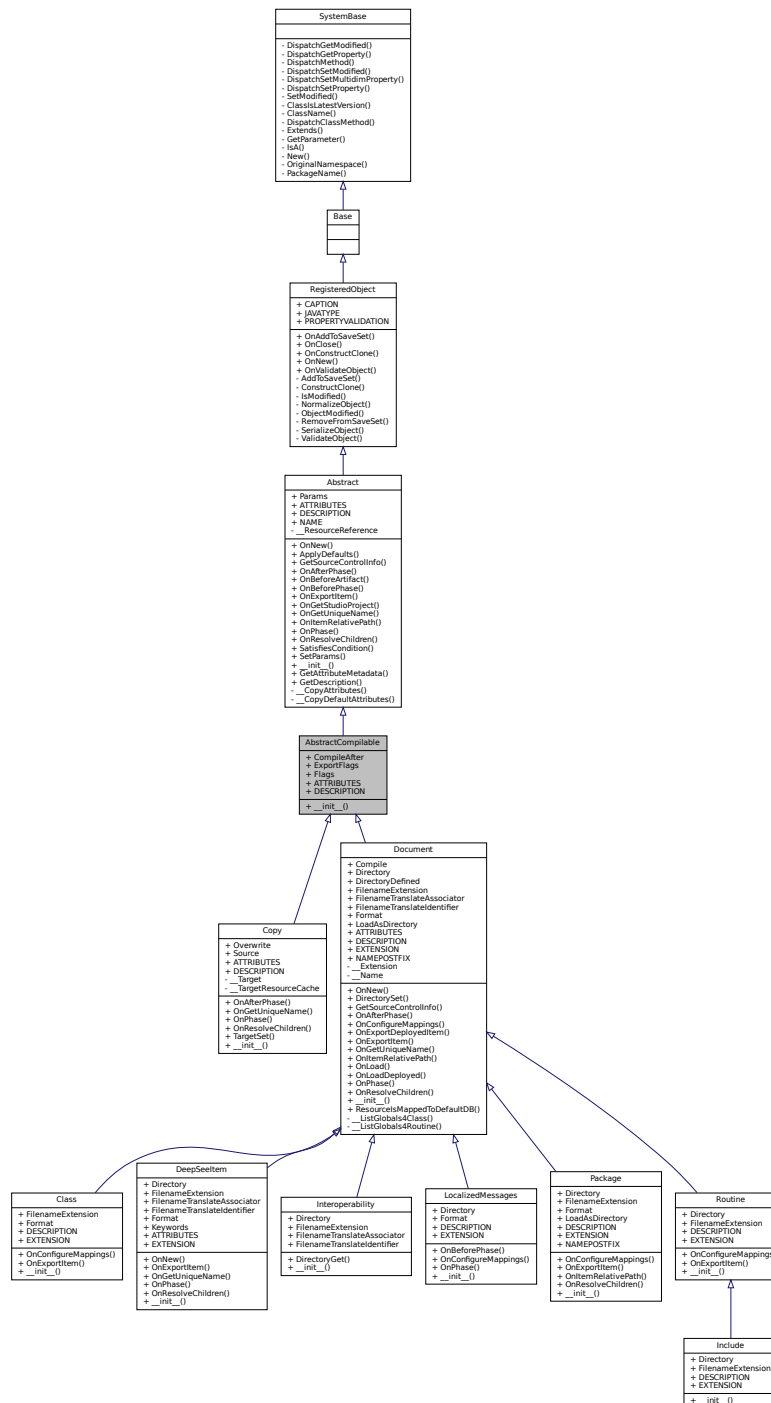 SystemBase
- DispatchGetModified()
- DispatchGetProperty()
- DispatchMethod()
- DispatchSetModified()
- DispatchSetMultidimProperty()
- DispatchSetProperty()
- SetModified()
- ClassIsLatestVersion()
- ClassName()
- DispatchClassMethod()
- Extends()
- GetParameter()
- IsA()
- New()
- OriginalNamespace()
- PackageName()
Base
RegisteredObject
+ CAPTION
+ JAVATYPE
+ PROPERTYVALIDATION
+ OnAddToSaveSet()
+ OnClose()
+ OnConstructClone()
+ OnNew()
+ OnValidateObject()
- AddToSaveSet()
- ConstructClone()
- IsModified()
- NormalizeObject()
- ObjectModified()
- RemoveFromSaveSet()
- SerializeObject()
- ValidateObject()
Abstract
+ Params
+ ATTRIBUTES
+ DESCRIPTION
+ NAME
- __ResourceReference
+ OnNew()
+ ApplyDefaults()
+ GetSourceControlInfo()
+ OnAfterPhase()
+ OnBeforeArtifact()
+ OnBeforePhase()
+ OnExportItem()
+ OnGetStudioProject()
+ OnGetUniqueName()
+ OnItemRelativePath()
+ OnPhase()
+ OnResolveChildren()
+ SatisfiesCondition()
+ SetParams()
+ __init__()
+ GetAttributeMetadata()
+ GetDescription()
- __CopyAttributes()
- __CopyDefaultAttributes()
AbstractCompilable
+ CompileAfter
+ ExportFlags
+ Flags
+ ATTRIBUTES
+ DESCRIPTION
+ __init__()
Document
+ Compile
+ Directory
+ DirectoryDefined
+ FilenameExtension
+ FilenameTranslateAssociator
+ FilenameTranslateIdentifier
+ Format
+ LoadAsDirectory
+ ATTRIBUTES
+ DESCRIPTION
+ EXTENSION
+ NAMEPOSTFIX
- __Extension
- __Name
+ OnNew()
+ DirectorySet()
+ GetSourceControlInfo()
+ OnAfterPhase()
+ OnConfigureMappings()
+ OnExportDeployedItem()
+ OnExportItem()
+ OnGetUniqueName()
+ OnItemRelativePath()
+ OnLoad()
+ OnLoadDeployed()
+ OnPhase()
+ OnResolveChildren()
+ __init__()
+ ResourceIsMappedToDefaultDB()
- __ListGlobals4Class()
- __ListGlobals4Routine()
Copy
+ Overwrite
+ Source
+ ATTRIBUTES
+ DESCRIPTION
- __Target
- __TargetResourceCache
+ OnAfterPhase()
+ OnGetUniqueName()
+ OnPhase()
+ OnResolveChildren()
+ TargetSet()
+ __init__()
Class
+ FilenameExtension
+ Format
+ DESCRIPTION
+ EXTENSION
+ OnConfigureMappings()
+ OnExportItem()
+ __init__()
DeepSeeItem
+ Directory
+ FilenameExtension
+ FilenameTranslateAssociator
+ FilenameTranslateIdentifier
+ Format
+ Keywords
+ ATTRIBUTES
+ EXTENSION
+ OnNew()
+ OnExportItem()
+ OnGetUniqueName()
+ OnPhase()
+ OnResolveChildren()
+ __init__()
Interoperability
+ Directory
+ FilenameExtension
+ FilenameTranslateAssociator
+ FilenameTranslateIdentifier
+ DirectoryGet()
+ __init__()
LocalizedMessages
+ Directory
+ Format
+ DESCRIPTION
+ EXTENSION
+ OnBeforePhase()
+ OnConfigureMappings()
+ OnPhase()
+ __init__()
Package
+ Directory
+ FilenameExtension
+ Format
+ LoadAsDirectory
+ DESCRIPTION
+ EXTENSION
+ NAMEPOSTFIX
+ OnConfigureMappings()
+ OnExportItem()
+ OnItemRelativePath()
+ OnResolveChildren()
+ __init__()
Routine
+ Directory
+ FilenameExtension
+ DESCRIPTION
+ EXTENSION
+ OnConfigureMappings
+ OnExportItem()
+ __init__()
Include
+ Directory
+ FilenameExtension
+ DESCRIPTION
+ EXTENSION
+ __init__()